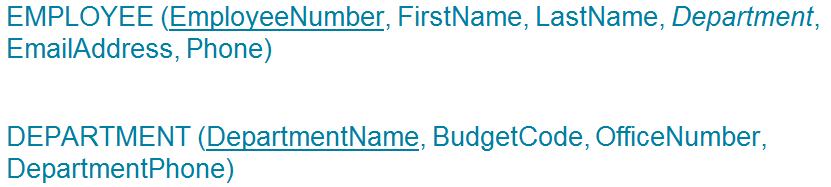 EMPLOYEE (EmployeeNumber, FirstName, LastName, Department,
EmailAddress, Phone)
DEPARTMENT (DepartmentName, BudgetCode, OfficeNumber,
DepartmentPhone)